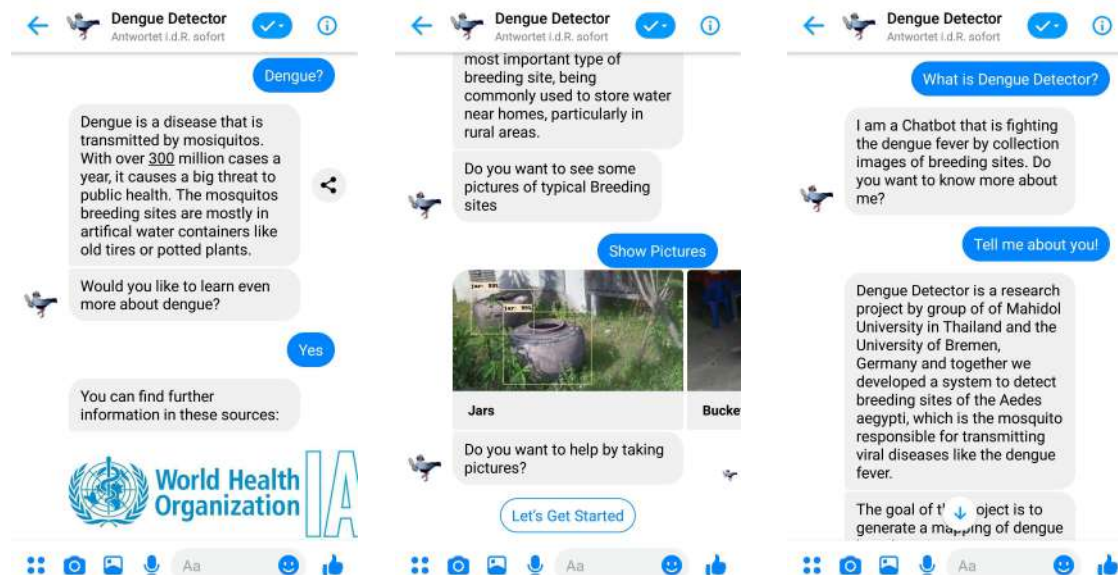 Dengue Detector
Antwortet i.d.R. sofort
Dengue?
Dengue is a disease that is
transmitted by mosiquitos.
With over 300 million cases a
year, it causes a big threat to
public health. The mosquitos
breeding sites are mostly in
artifical water containers like
old tires or potted plants.
Would you like to learn even
more about dengue?
Yes
You can find further
information in these sources:
World Health
Organization
IA
Aa
Dengue Detector
Antwortet i.d.R. sofort
most important type of
breeding site, being
commonly used to store water
near homes, particularly in
rural areas.
Do you want to see some
pictures of typical Breeding
sites
Show Pictures
jar: 99%
Jars
Bucke
Do you want to help by taking
pictures?
Let's Get Started
Aa
Dengue Detector
Antwortet i.d.R. sofort
What is Dengue Detector?
I am a Chatbot that is fighting
the dengue fever by collection
images of breeding sites. Do
you want to know more about
me?
Tell me about you!
Dengue Detector is a research
project by group of of Mahidol
University in Thailand and the
University of Bremen,
Germany and together we
developed a system to detect
breeding sites of the Aedes
aegypti, which is the mosquito
responsible for transmitting
viral diseases like the dengue
fever.
The goal of th oject is to
generate a mapping of dengue
Aa